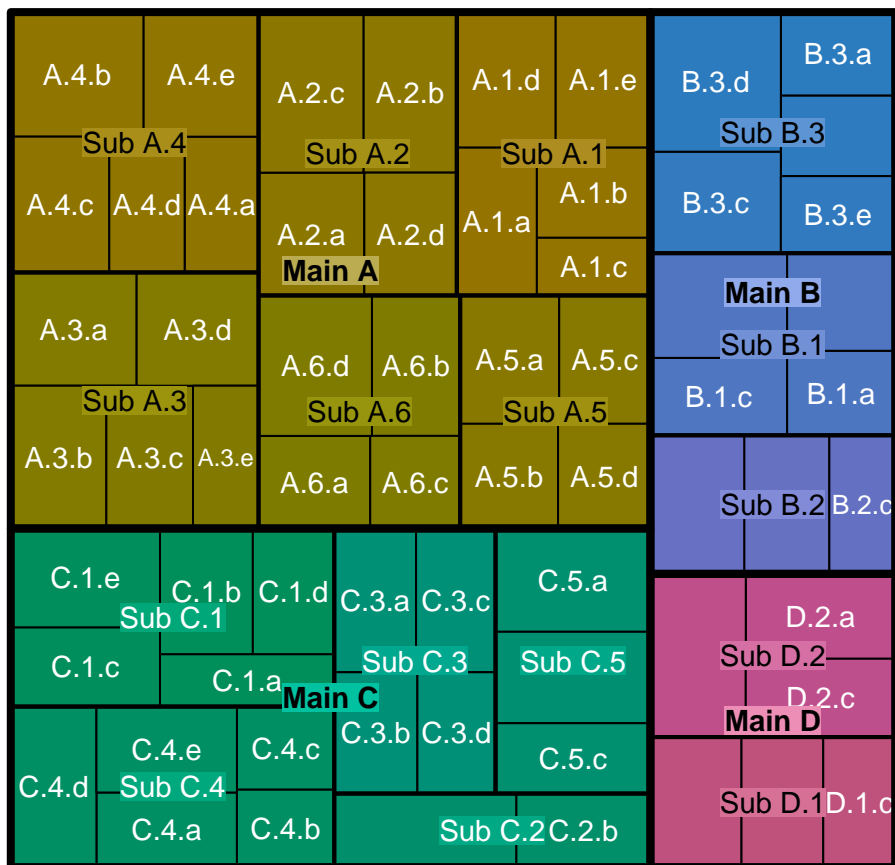 A.4.b
A.4.e
Sub A.4
A.4.c
A.4.d
A.4.a
A.2.c
A.2.b
Sub A.2
A.2.a
A.2.d
A.1.d
A.1.e
Sub A.1
A.1.a
A.1.b
A.1.c
Main A
A.3.a
A.3.d
Sub A.3
A.3.b
A.3.c
A.3.e
A.6.d
A.6.b
Sub A.6
A.6.a
A.6.c
A.5.a
A.5.c
Sub A.5
A.5.b
A.5.d
B.3.d
B.3.a
Sub B.3
B.3.c
B.3.e
Main B
Sub B.1
B.1.c
B.1.a
Sub B.2
B.2.c
C.1.e
C.1.b
C.1.d
Sub C.1
C.1.c
C.1.a
Main C
C.3.a
C.3.c
Sub C.3
C.3.b
C.3.d
C.5.a
Sub C.5
C.5.c
C.4.d
C.4.e
C.4.c
Sub C.4
C.4.a
C.4.b
Sub C.2
C.2.b
D.2.a
Sub D.2
D.2.c
Main D
Sub D.1
D.1.c